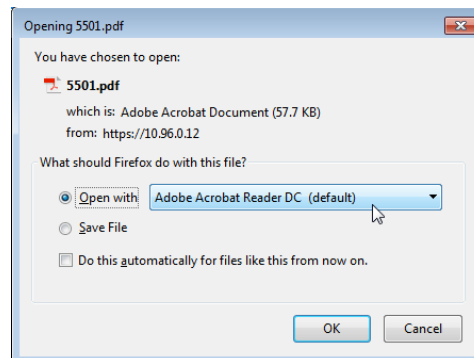 Opening 5501.pdf
You have chosen to open:
5501.pdf
which is: Adobe Acrobat Document (57.7 KB)
from: https://10.96.0.12
What should Firefox do with this file?
Open with Adobe Acrobat Reader DC (default)
Save File
Do this automatically for files like this from now on.
OK Cancel